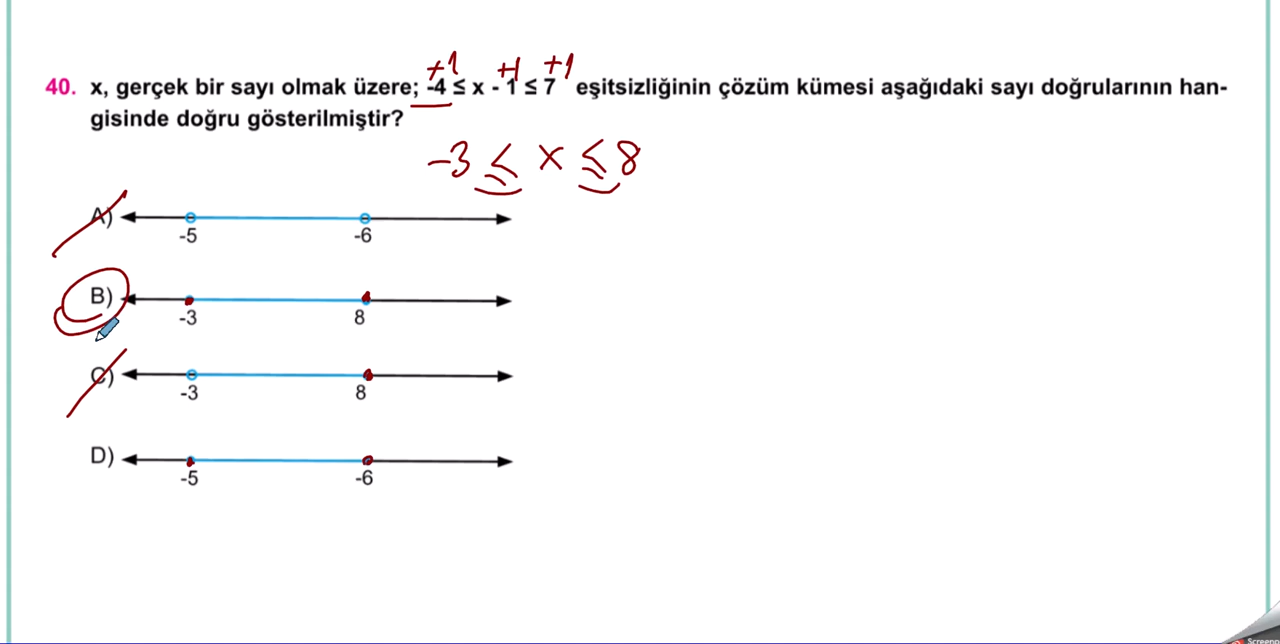 +1 +1 +1
40. x, gerçek bir sayı olmak üzere; -4 ≤ x - 1 ≤ 7 eşitsizliğinin çözüm kümesi aşağıdaki sayı doğrularının han-
gisinde doğru gösterilmiştir?
-3 ≤ x ≤ 8
A)
-5 -6
B)
-3 8
C)
-3 8
D)
-5 -6